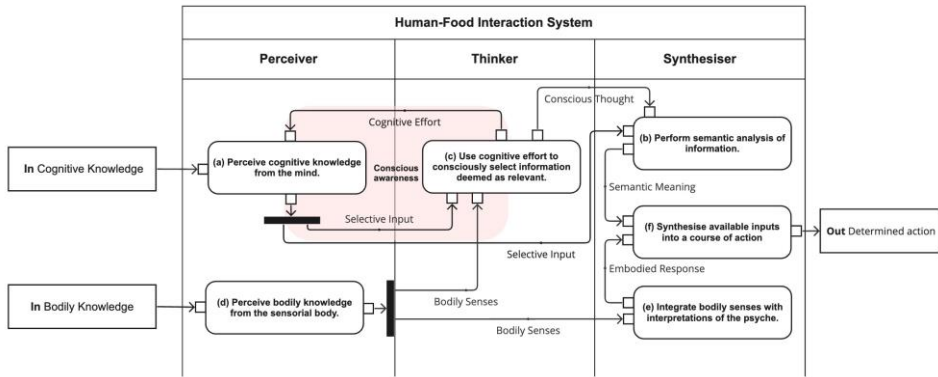 Human-Food Interaction System
Perceiver
Thinker
Synthesiser
Conscious Thought
Cognitive Effort
In Cognitive Knowledge
(a) Perceive cognitive knowledge
from the mind.
Conscious
awareness
(c) Use cognitive effort to
consciously select information
deemed as relevant.
(b) Perform semantic analysis of
information.
Semantic Meaning
Selective Input
(f) Synthesise available inputs
into a course of action
Out Determined action
Selective Input
Embodied Response
In Bodily Knowledge
(d) Perceive bodily knowledge
from the sensorial body.
Bodily Senses
(e) Integrate bodily senses with
interpretations of the psyche.
Bodily Senses